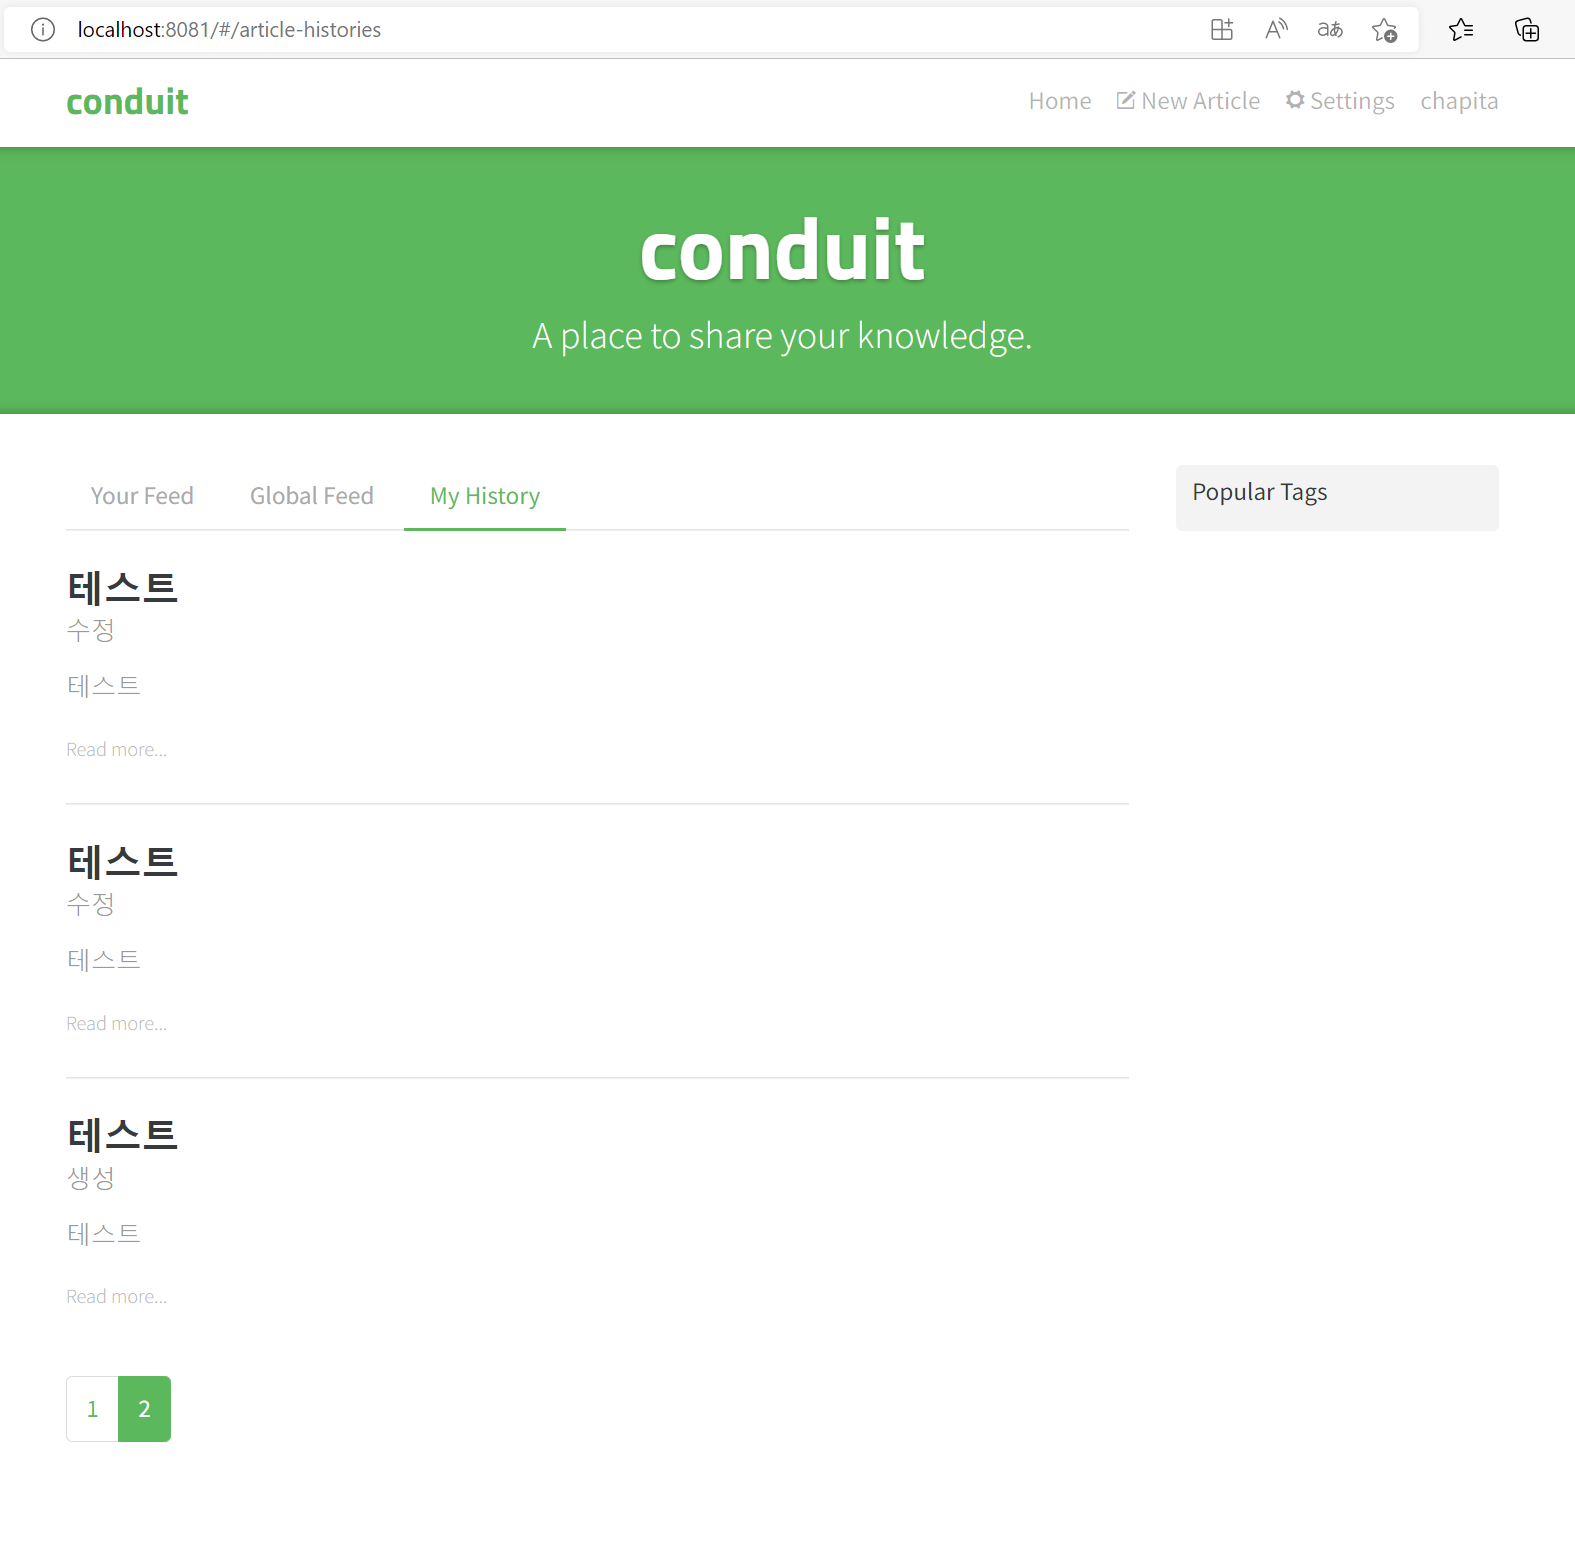 localhost:8081/#/article-histories
conduit
Home New Article Settings chapita
conduit
A place to share your knowledge.
Your Feed Global Feed My History
Popular Tags
테스트
수정
테스트
Read more...
테스트
수정
테스트
Read more...
테스트
생성
테스트
Read more...
1 2